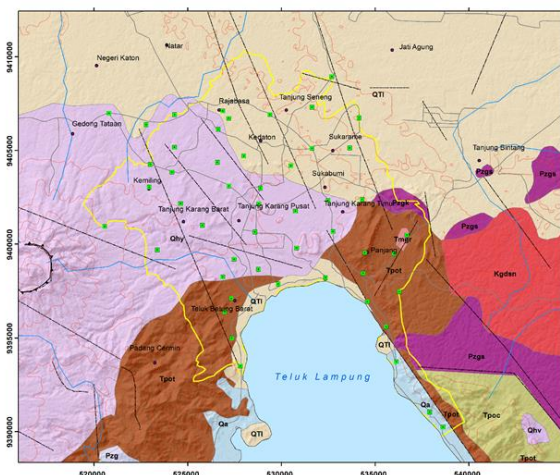 9410000
Natar
Negeri Katon
Jati Agung
QTl
Rajabasa
Tanjung Seneng
Gedong Tataan
Kedaton
Sukarame
9405000
Tanjung Bintang
Pzgs
Pzgs
Kemiling
Sukabumi
Tanjung Karang Pusat
Tanjung Karang Barat
Pzgs
9400000
Qhv
Tmgr
Panjang
Tpot
Kgdsn
QTl
Teluk Betung Barat
9395000
QTl
Padang Cermin
Pzgs
Teluk Lampung
Tpot
Qa
Tpoc
Qa
Tpot
Qhv
9390000
QTl
Pzg
Tpot
520000
525000
530000
535000
540000